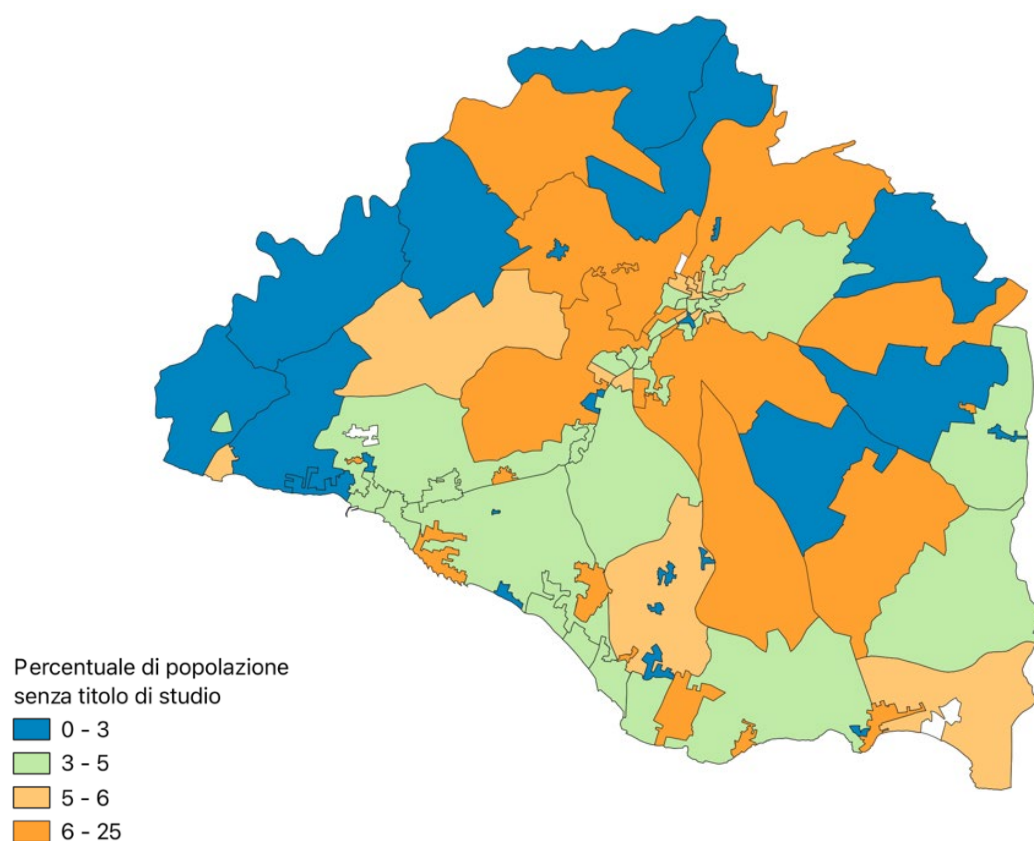 Percentuale di popolazione
senza titolo di studio
0 - 3
3 - 5
5 - 6
6 - 25